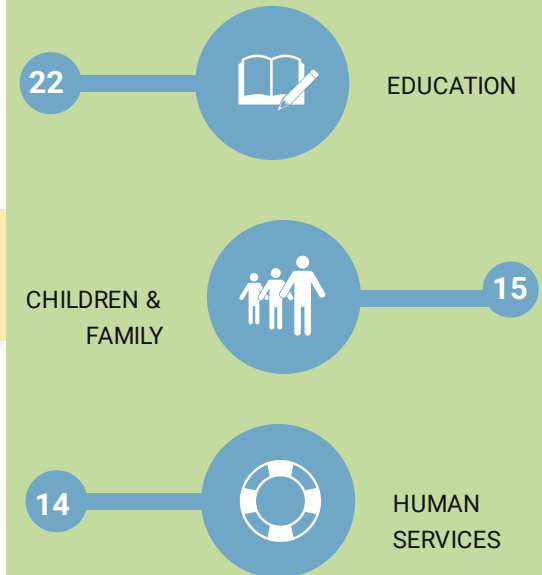 22
EDUCATION
CHILDREN &
FAMILY
15
14
HUMAN
SERVICES